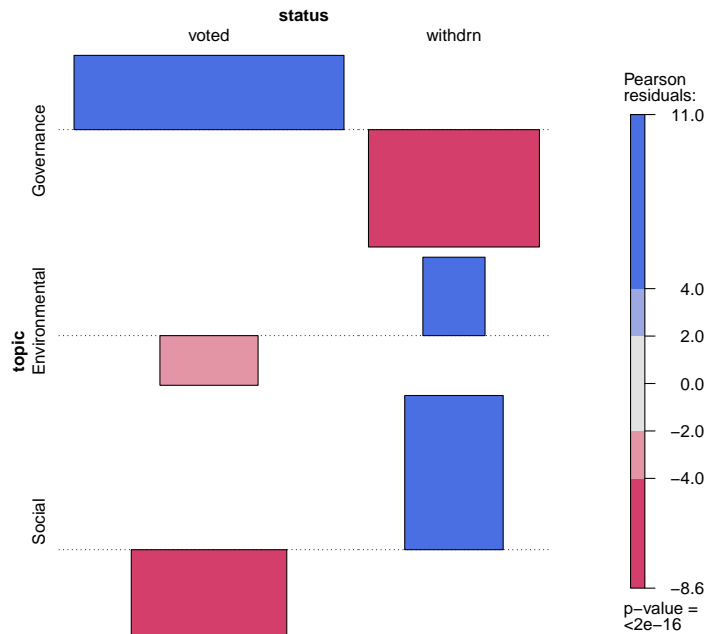 status
voted
withdrn
topic
Governance
Environmental
Social
Pearson
residuals:
11.0
4.0
2.0
0.0
−2.0
−4.0
−8.6
p−value =
<2e−16